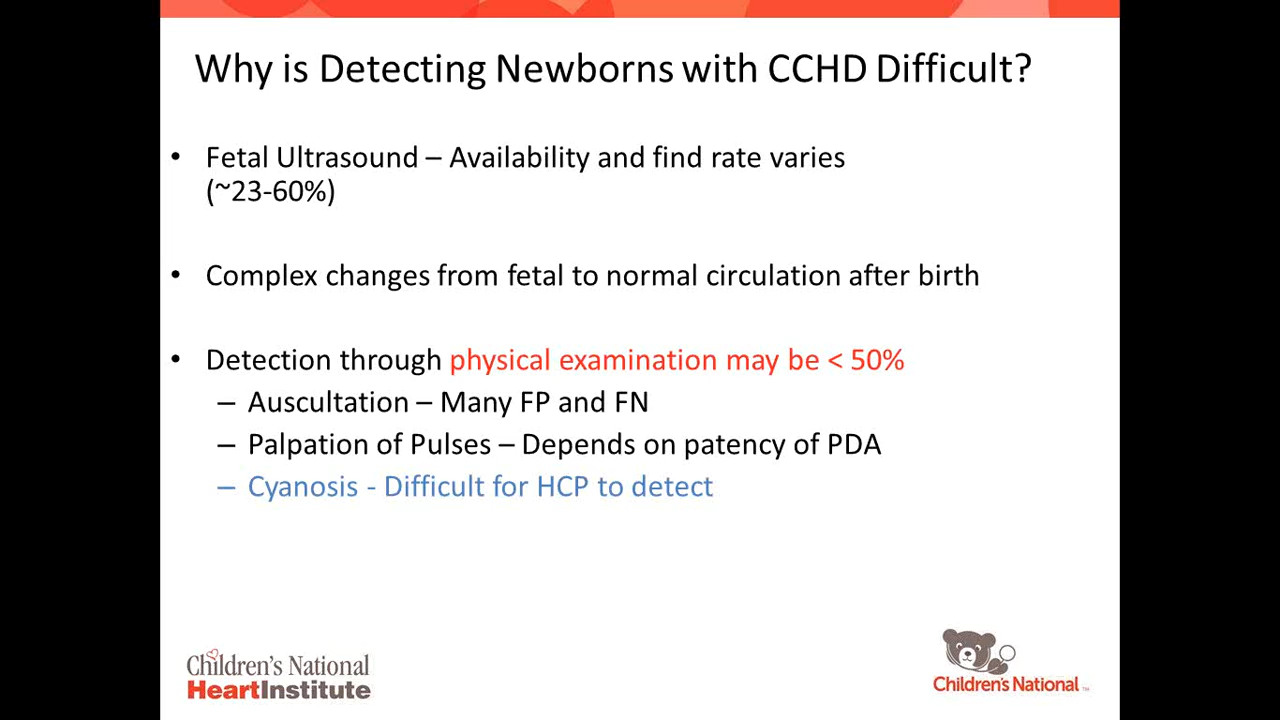 Why is Detecting Newborns with CCHD Difficult?
• Fetal Ultrasound – Availability and find rate varies
(~23-60%)
• Complex changes from fetal to normal circulation after birth
• Detection through physical examination may be < 50%
– Auscultation – Many FP and FN
– Palpation of Pulses – Depends on patency of PDA
– Cyanosis - Difficult for HCP to detect
Children's National
HeartInstitute
Children's National™